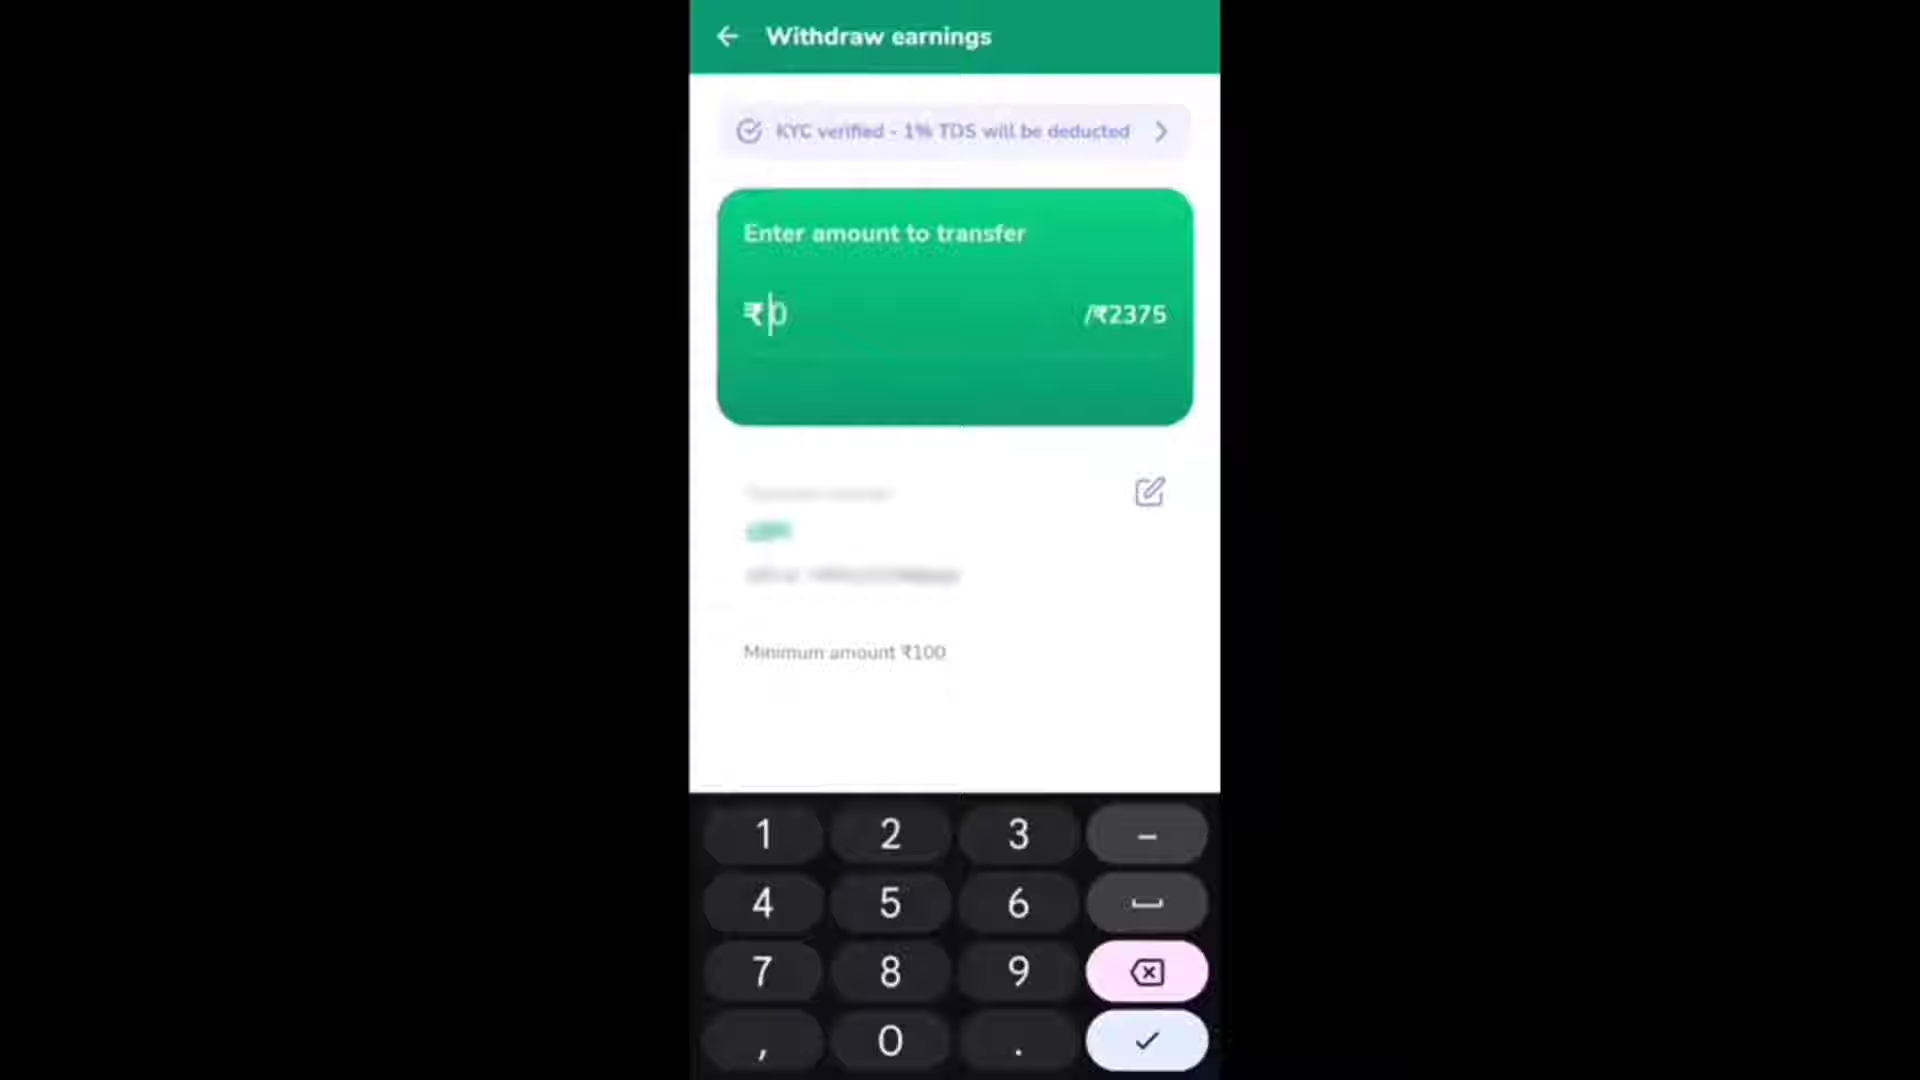 Withdraw earnings
KYC verified - 1% TDS will be deducted
Enter amount to transfer
₹ 0 /₹2375
Minimum amount ₹100
1 2 3 -
4 5 6
7 8 9
, 0 .